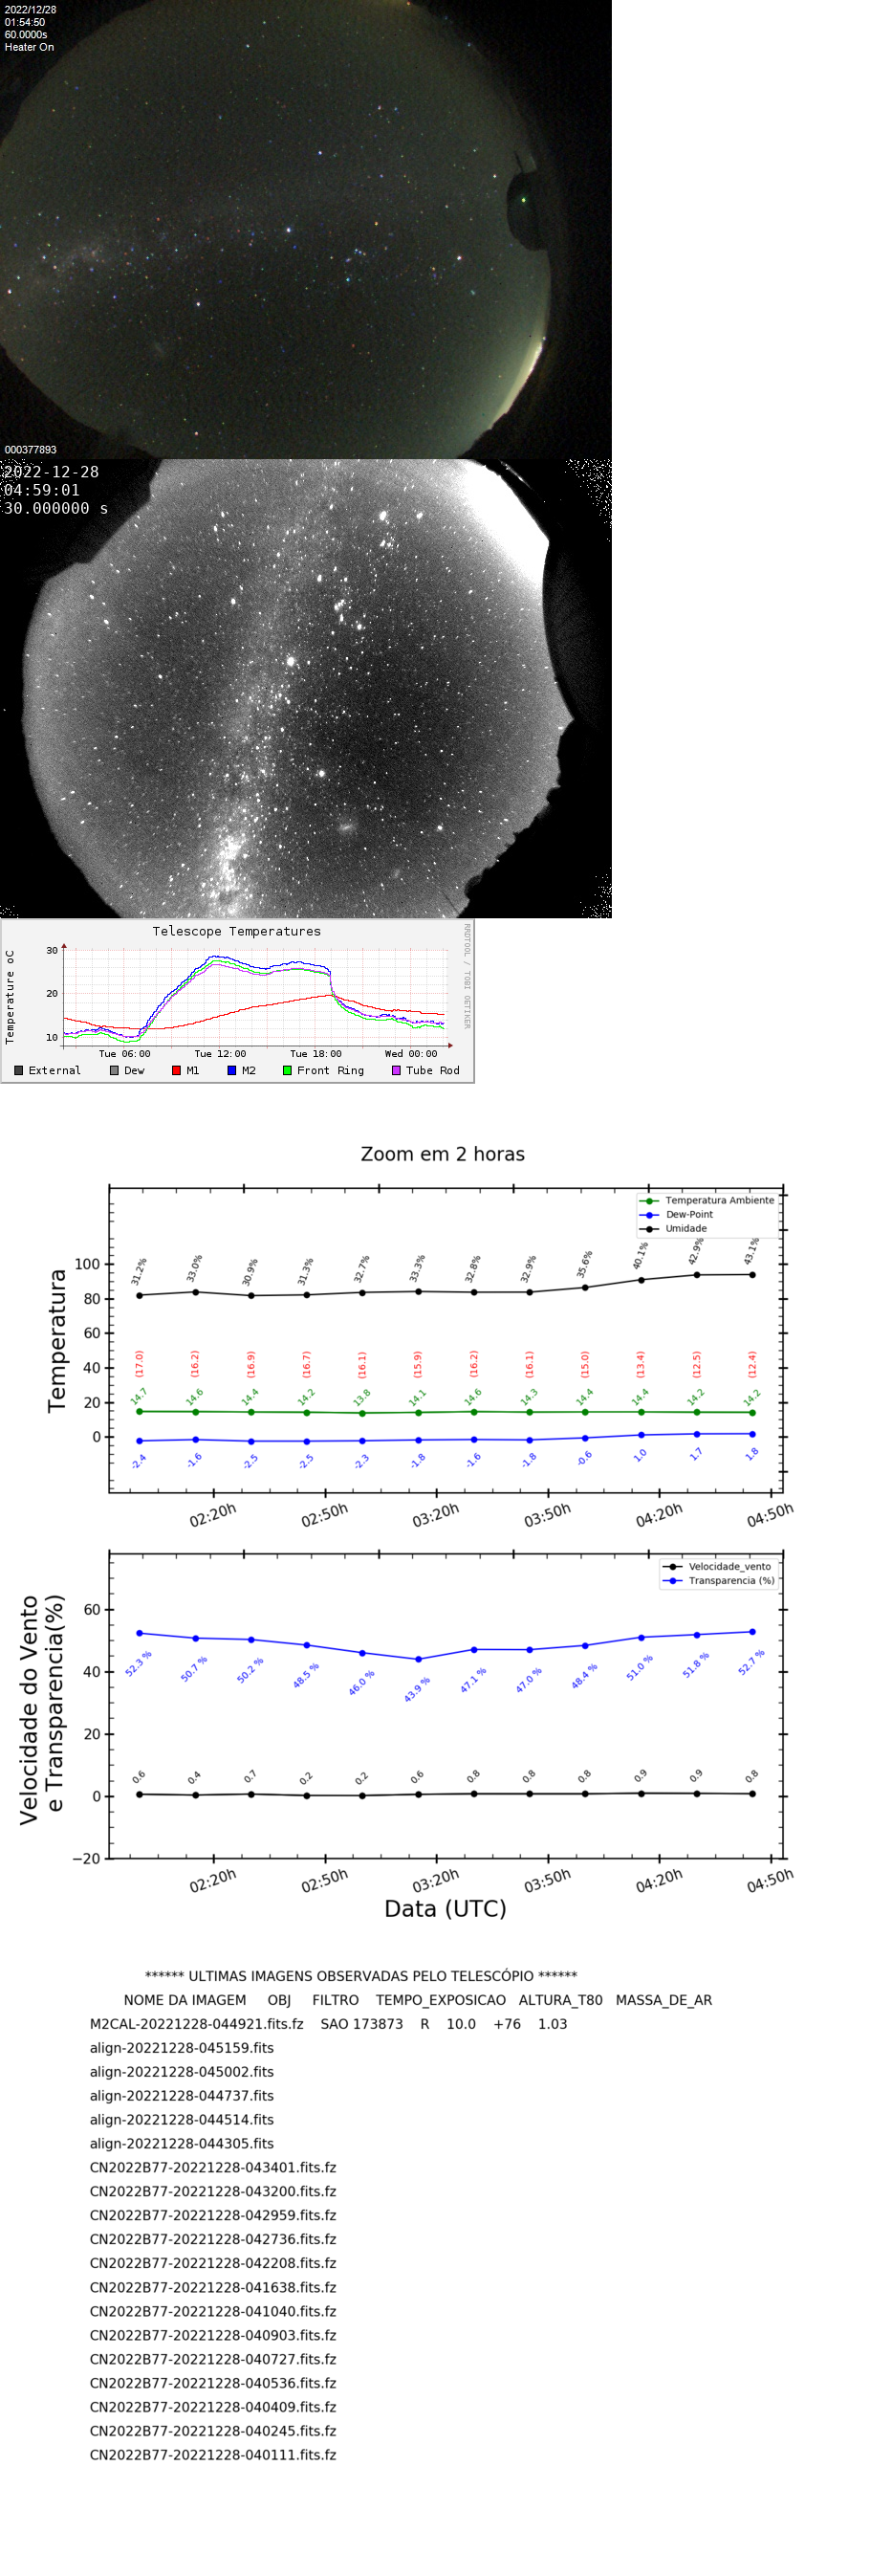 2022/12/28
01:54:50
60.0000s
Heater On
000377893
2022-12-28
04:59:01
30.000000 s
Telescope Temperatures
RRDTOOL / TOBI OETIKER
Temperature oC
30
20
10
Tue 06:00 Tue 12:00 Tue 18:00 Wed 00:00
External Dew M1 M2 Front Ring Tube Rod
Zoom em 2 horas
Temperatura
Temperatura Ambiente
Dew-Point
Umidade
100
80
60
40
20
0
31.2% 33.0% 30.9% 31.3% 32.7% 33.3% 32.8% 32.9% 35.6% 40.1% 42.9% 43.1%
(17.0) (16.2) (16.9) (16.7) (16.1) (15.9) (16.2) (16.1) (15.0) (13.4) (12.5) (12.4)
14.7 14.6 14.4 14.2 13.8 14.1 14.6 14.3 14.4 14.4 14.2 14.2
-2.4 -1.6 -2.5 -2.5 -2.3 -1.8 -1.6 -1.8 -0.6 1.0 1.7 1.8
02:20h 02:50h 03:20h 03:50h 04:20h 04:50h
Velocidade do Vento
e Transparencia(%)
Velocidade_vento
Transparencia (%)
60
40
20
0
−20
52.3 % 50.7 % 50.2 % 48.5 % 46.0 % 43.9 % 47.1 % 47.0 % 48.4 % 51.0 % 51.8 % 52.7 %
0.6 0.4 0.7 0.2 0.2 0.6 0.8 0.8 0.8 0.9 0.9 0.8
02:20h 02:50h 03:20h 03:50h 04:20h 04:50h
Data (UTC)
****** ULTIMAS IMAGENS OBSERVADAS PELO TELESCÓPIO ******
NOME DA IMAGEM OBJ FILTRO TEMPO_EXPOSICAO ALTURA_T80 MASSA_DE_AR
M2CAL-20221228-044921.fits.fz SAO 173873 R 10.0 +76 1.03
align-20221228-045159.fits
align-20221228-045002.fits
align-20221228-044737.fits
align-20221228-044514.fits
align-20221228-044305.fits
CN2022B77-20221228-043401.fits.fz
CN2022B77-20221228-043200.fits.fz
CN2022B77-20221228-042959.fits.fz
CN2022B77-20221228-042736.fits.fz
CN2022B77-20221228-042208.fits.fz
CN2022B77-20221228-041638.fits.fz
CN2022B77-20221228-041040.fits.fz
CN2022B77-20221228-040903.fits.fz
CN2022B77-20221228-040727.fits.fz
CN2022B77-20221228-040536.fits.fz
CN2022B77-20221228-040409.fits.fz
CN2022B77-20221228-040245.fits.fz
CN2022B77-20221228-040111.fits.fz